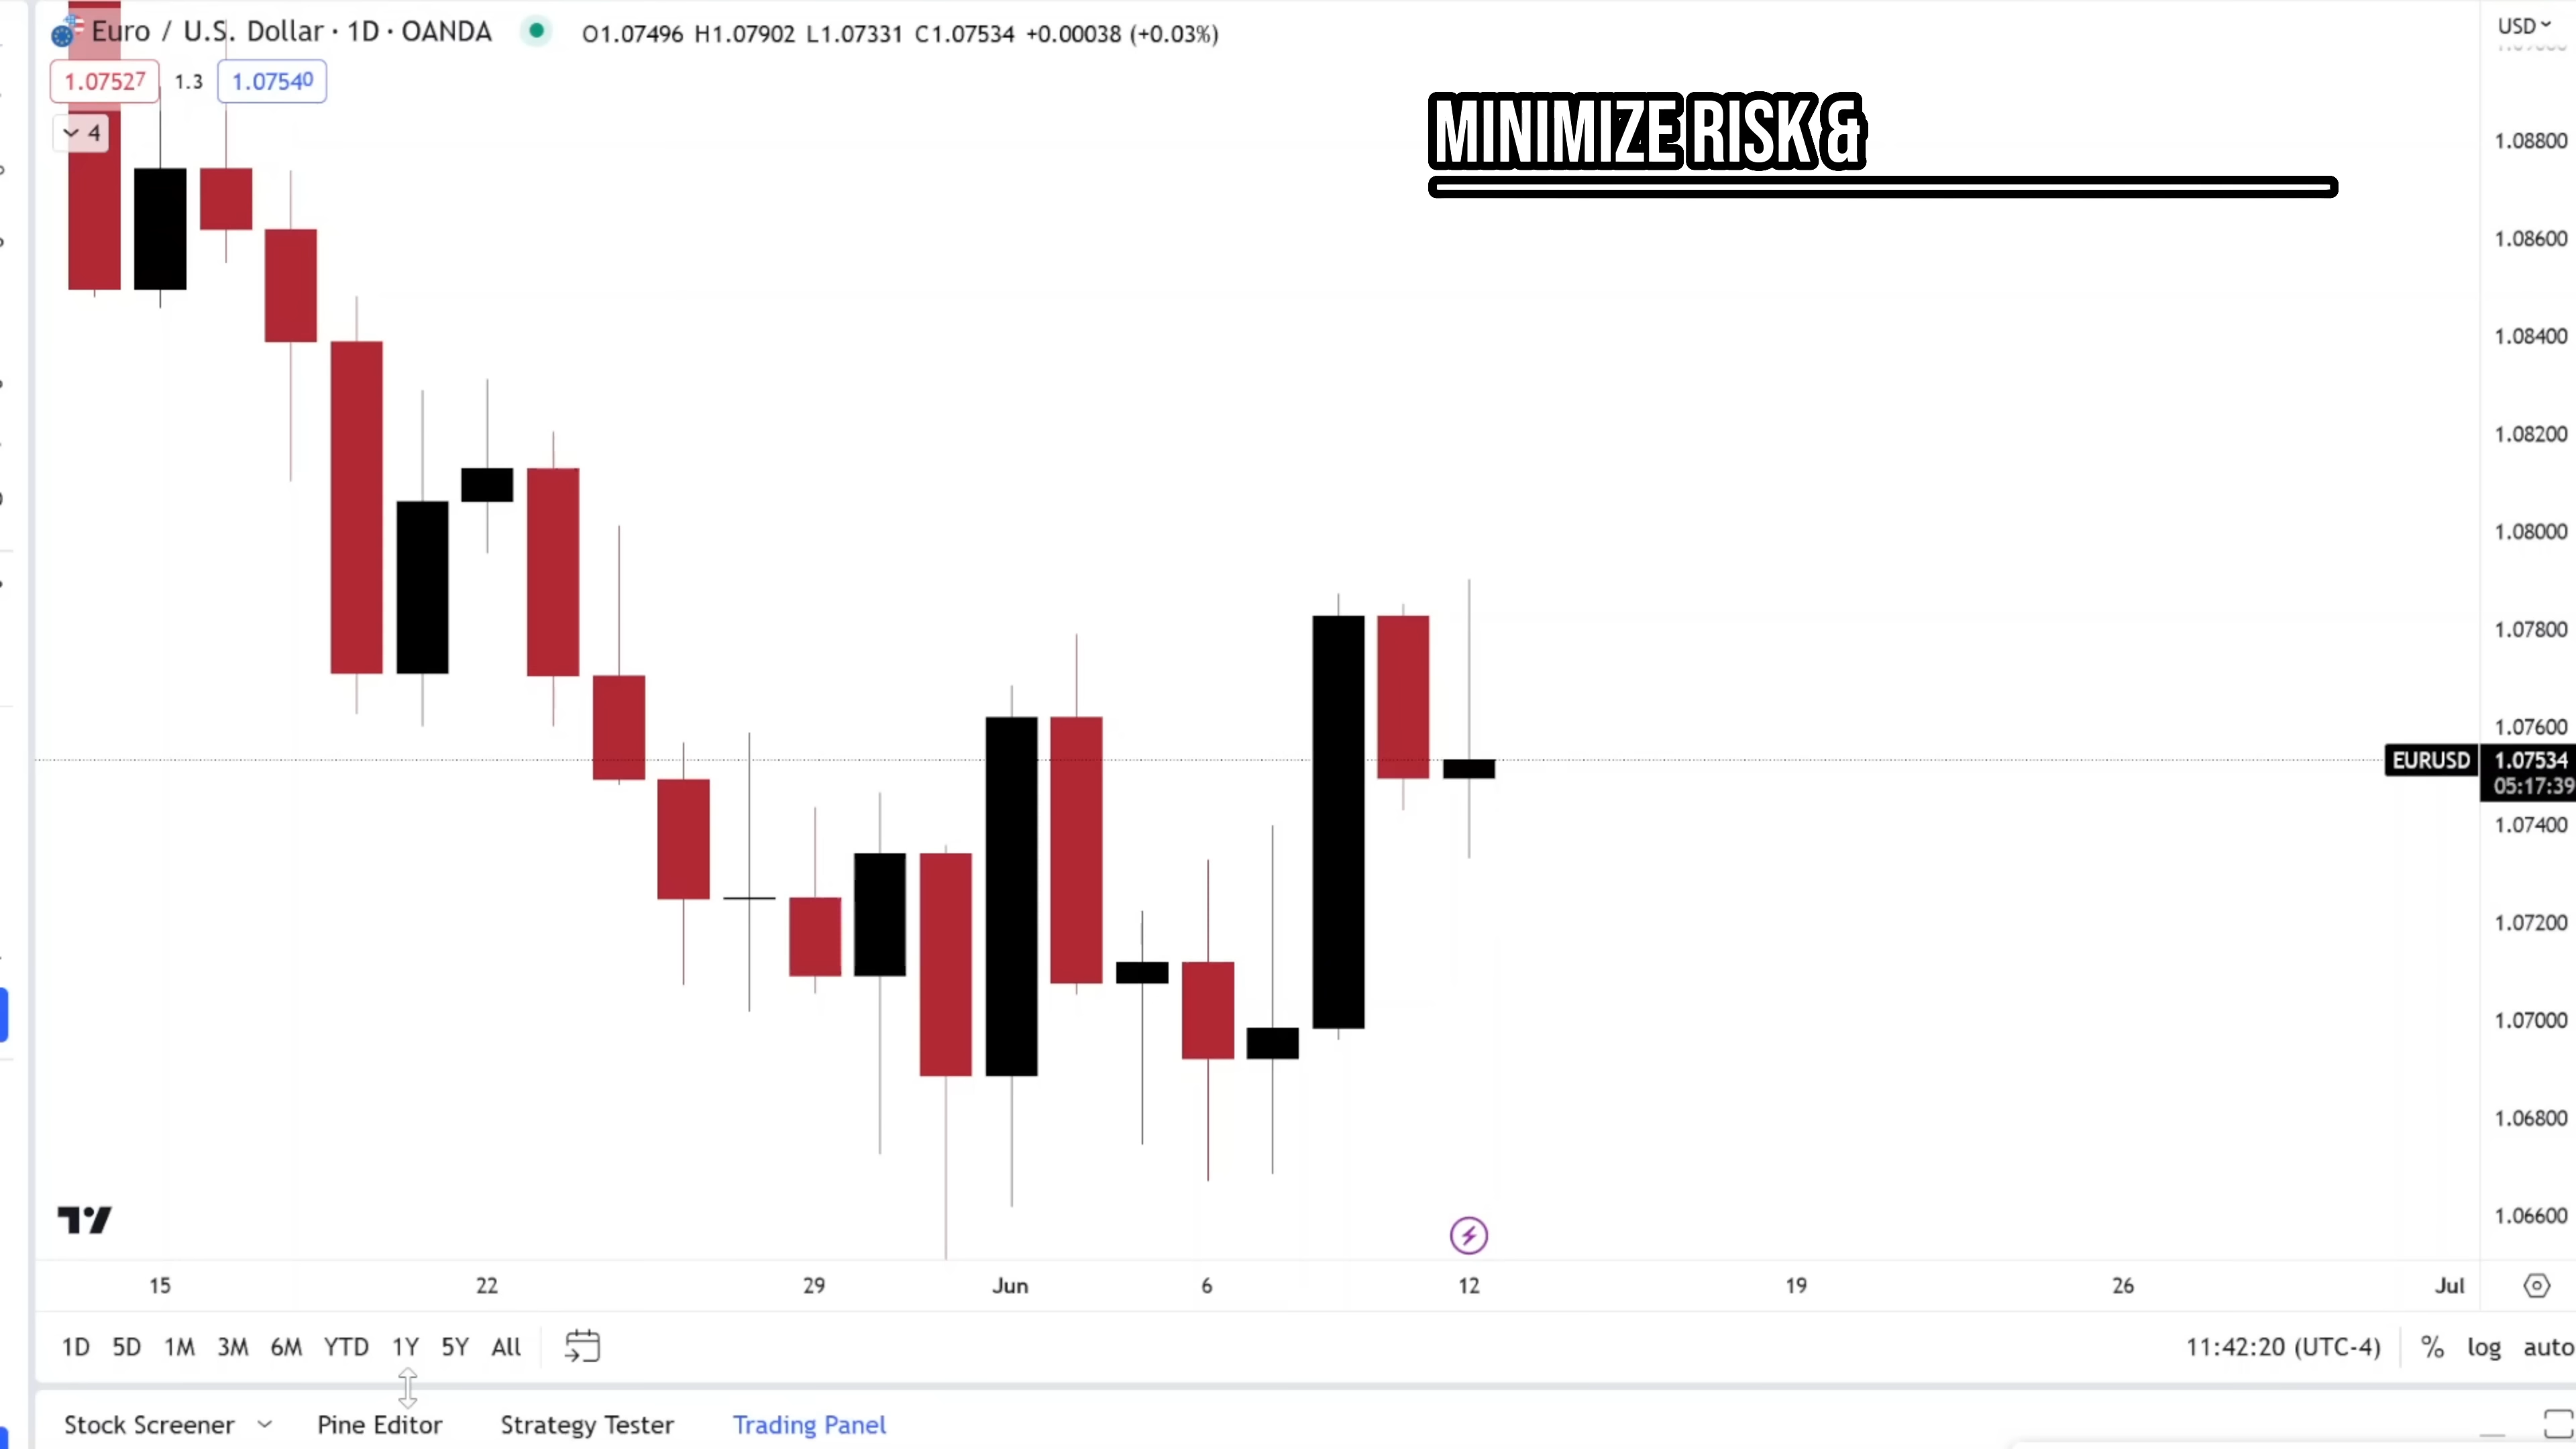 Euro / U.S. Dollar · 1D · OANDA O1.07496 H1.07902 L1.07331 C1.07534 +0.00038 (+0.03%) USD
1.07527 1.3 1.07540
4
MINIMIZE RISK &
1.08800
1.08600
1.08400
1.08200
1.08000
1.07800
1.07600
EURUSD 1.07534
05:17:39
1.07400
1.07200
1.07000
1.06800
1.06600
15 22 29 Jun 6 12 19 26 Jul
1D 5D 1M 3M 6M YTD 1Y 5Y All 11:42:20 (UTC-4) % log auto
Stock Screener Pine Editor Strategy Tester Trading Panel